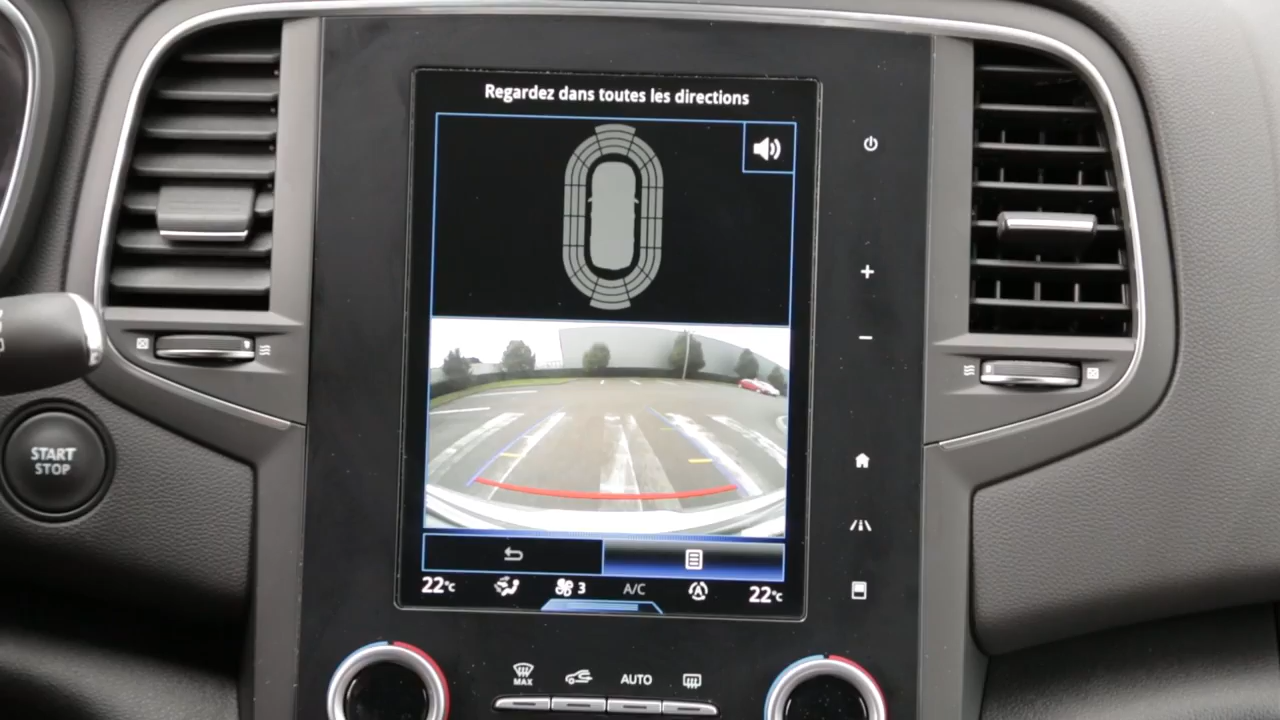 Regardez dans toutes les directions
START
STOP
22°C
3
A/C
A
22°C
MAX
AUTO